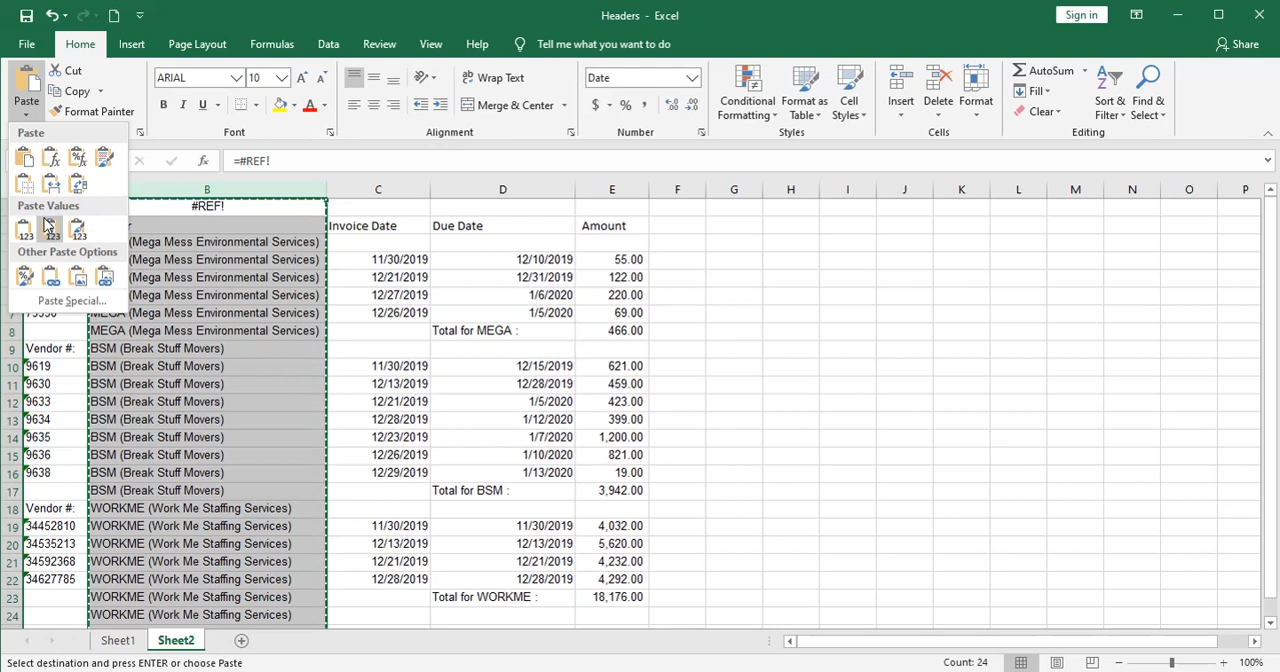 Headers - Excel
Sign in
File Home Insert Page Layout Formulas Data Review View Help Tell me what you want to do Share
Paste
Cut
Copy
Format Painter
ARIAL 10
B I U
Wrap Text
Merge & Center
Date
$ % ,
Conditional Formatting
Format as Table
Cell Styles
Insert
Delete
Format
AutoSum
Fill
Clear
Sort & Filter
Find & Select
Font Alignment Number Styles Cells Editing
Paste
Paste Values
Other Paste Options
Paste Special...
=#REF!
B C D E F G H I J K L M N O P
#REF!
Invoice Date Due Date Amount
(Mega Mess Environmental Services)
(Mega Mess Environmental Services) 11/30/2019 12/10/2019 55.00
(Mega Mess Environmental Services) 12/21/2019 12/31/2019 122.00
(Mega Mess Environmental Services) 12/27/2019 1/6/2020 220.00
(Mega Mess Environmental Services) 12/26/2019 1/5/2020 69.00
8 MEGA (Mega Mess Environmental Services) Total for MEGA : 466.00
9 Vendor #: BSM (Break Stuff Movers)
10 9619 BSM (Break Stuff Movers) 11/30/2019 12/15/2019 621.00
11 9630 BSM (Break Stuff Movers) 12/13/2019 12/28/2019 459.00
12 9633 BSM (Break Stuff Movers) 12/21/2019 1/5/2020 423.00
13 9634 BSM (Break Stuff Movers) 12/28/2019 1/12/2020 399.00
14 9635 BSM (Break Stuff Movers) 12/23/2019 1/7/2020 1,200.00
15 9636 BSM (Break Stuff Movers) 12/26/2019 1/10/2020 821.00
16 9638 BSM (Break Stuff Movers) 12/29/2019 1/13/2020 19.00
17 BSM (Break Stuff Movers) Total for BSM : 3,942.00
18 Vendor #: WORKME (Work Me Staffing Services)
19 34452810 WORKME (Work Me Staffing Services) 11/30/2019 11/30/2019 4,032.00
20 34535213 WORKME (Work Me Staffing Services) 12/13/2019 12/13/2019 5,620.00
21 34592368 WORKME (Work Me Staffing Services) 12/21/2019 12/21/2019 4,232.00
22 34627785 WORKME (Work Me Staffing Services) 12/28/2019 12/28/2019 4,292.00
23 WORKME (Work Me Staffing Services) Total for WORKME : 18,176.00
24 WORKME (Work Me Staffing Services)
Sheet1 Sheet2
Select destination and press ENTER or choose Paste Count: 24 100%